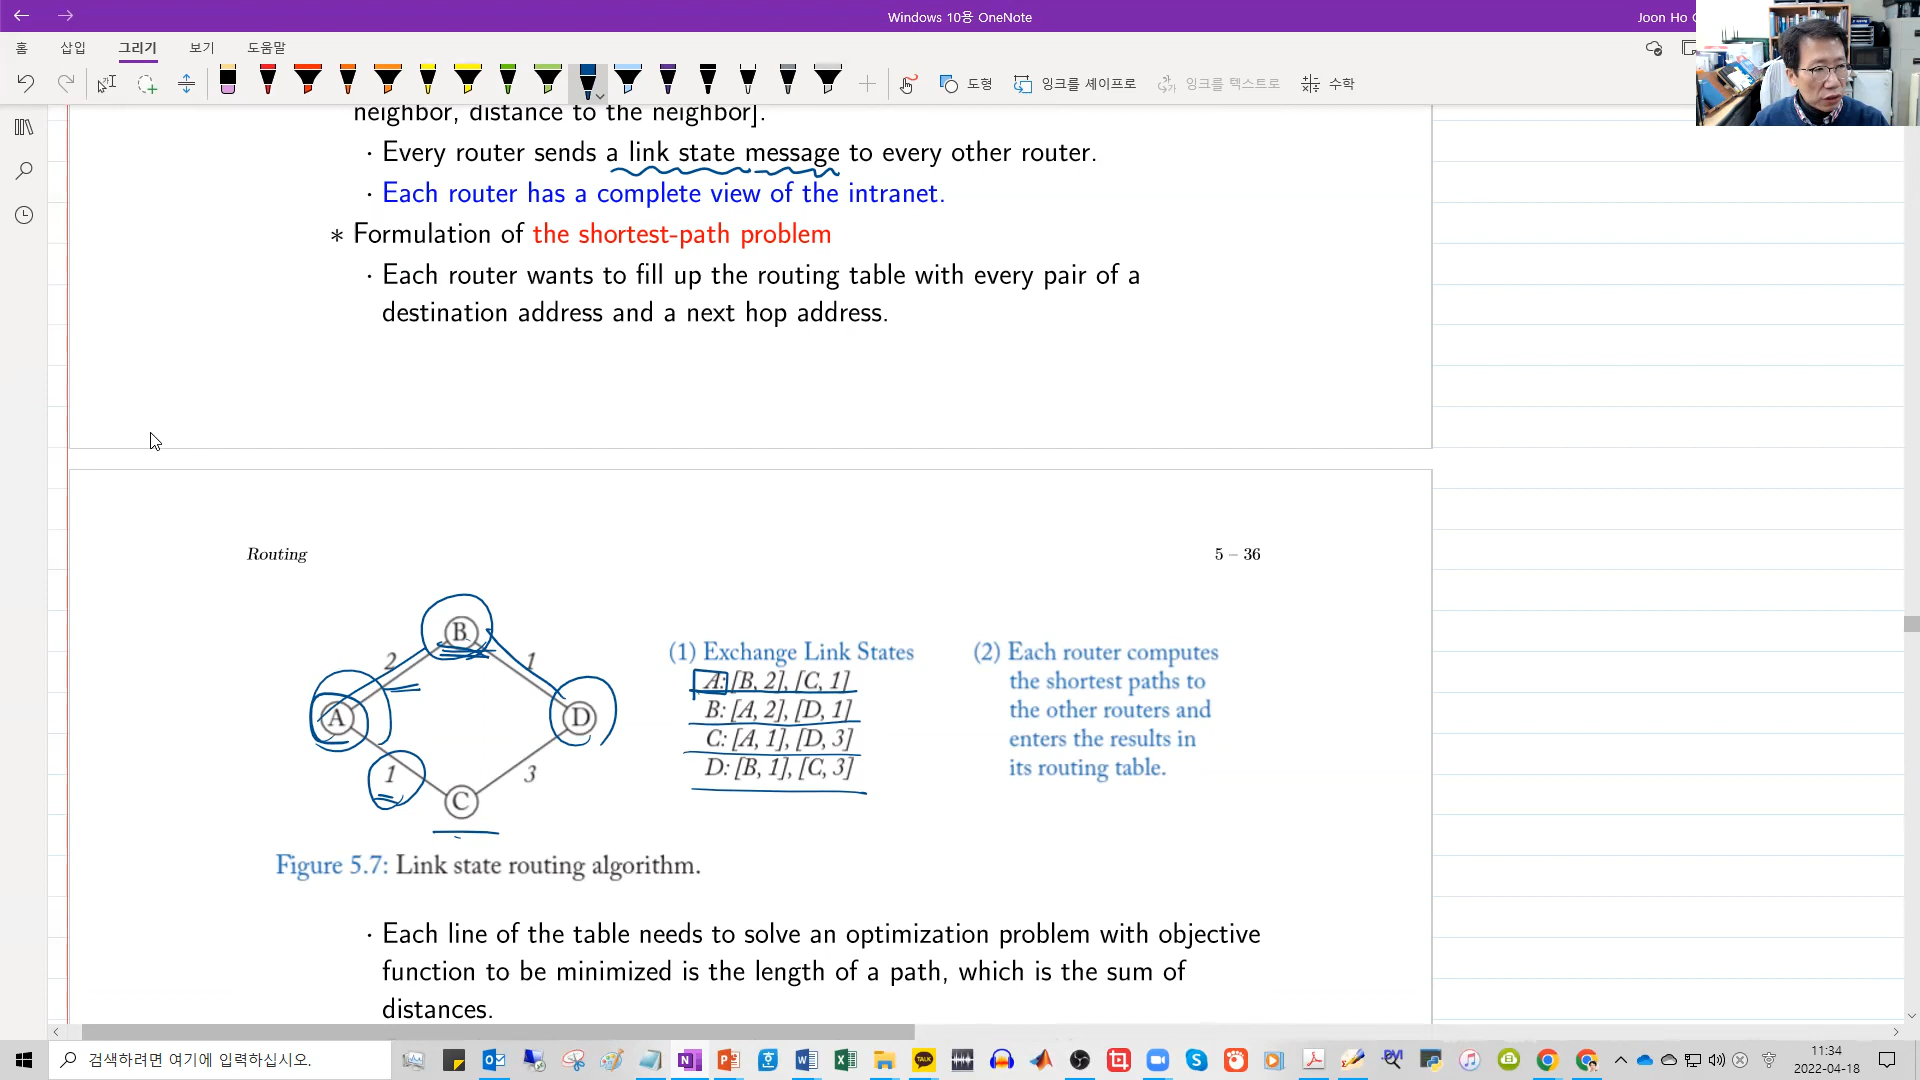 Windows 10용 OneNote
Joon Ho
홈 삽입 그리기 보기 도움말
도형 잉크를 셰이프로 잉크를 텍스트로 수학
neighbor, distance to the neighbor].
· Every router sends a link state message to every other router.
· Each router has a complete view of the intranet.
∗ Formulation of the shortest-path problem
· Each router wants to fill up the routing table with every pair of a
destination address and a next hop address.
Routing 5 – 36
B
2 1
A D
1 3
C
(1) Exchange Link States
A: [B, 2], [C, 1]
B: [A, 2], [D, 1]
C: [A, 1], [D, 3]
D: [B, 1], [C, 3]
(2) Each router computes
the shortest paths to
the other routers and
enters the results in
its routing table.
Figure 5.7: Link state routing algorithm.
· Each line of the table needs to solve an optimization problem with objective
function to be minimized is the length of a path, which is the sum of
distances.
검색하려면 여기에 입력하십시오.
11:34
2022-04-18